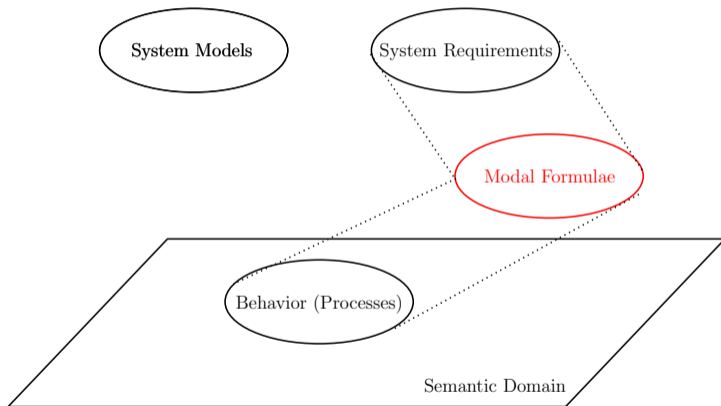 System Models
System Requirements
Modal Formulae
Behavior (Processes)
Semantic Domain